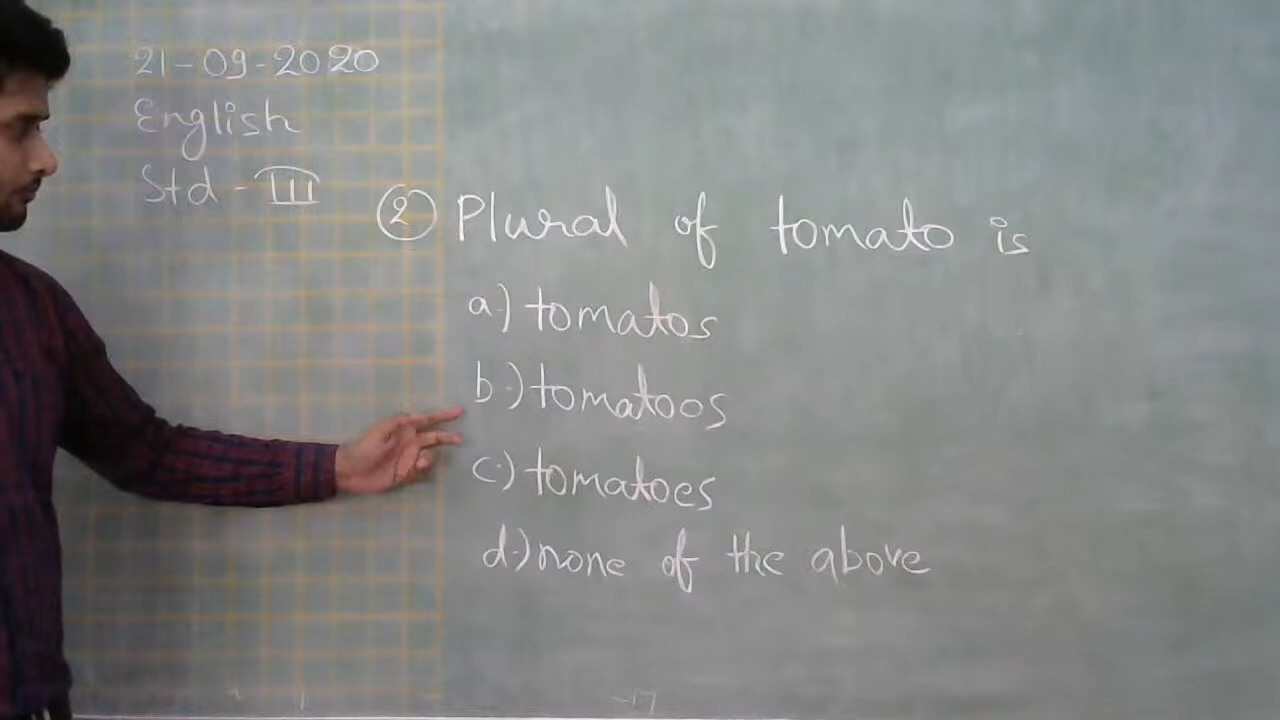 21-09-2020
English
Std - III
② Plural of tomato is
a) tomatos
b.) tomatoos
c.) tomatoes
d.) none of the above